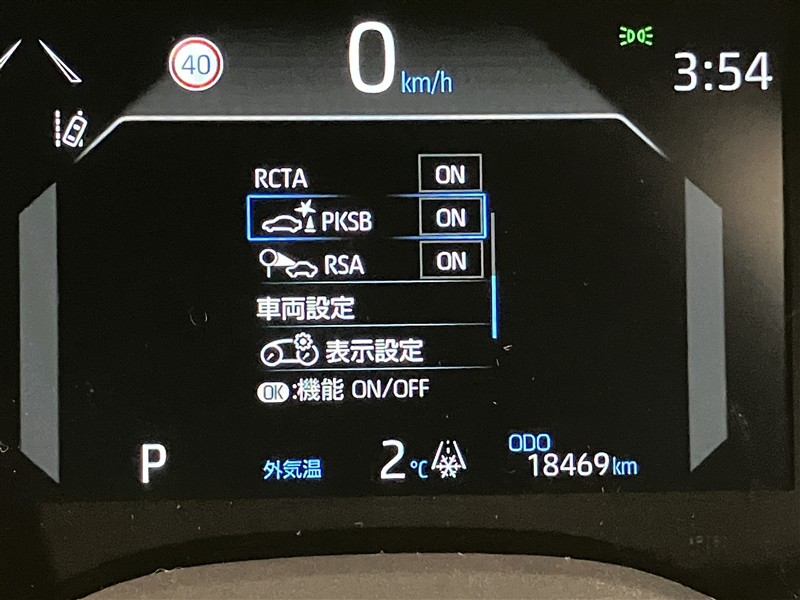 40
0 km/h
3:54
RCTA ON
PKSB ON
RSA ON
車両設定
表示設定
OK:機能 ON/OFF
P 外気温 2℃ ODO 18469km